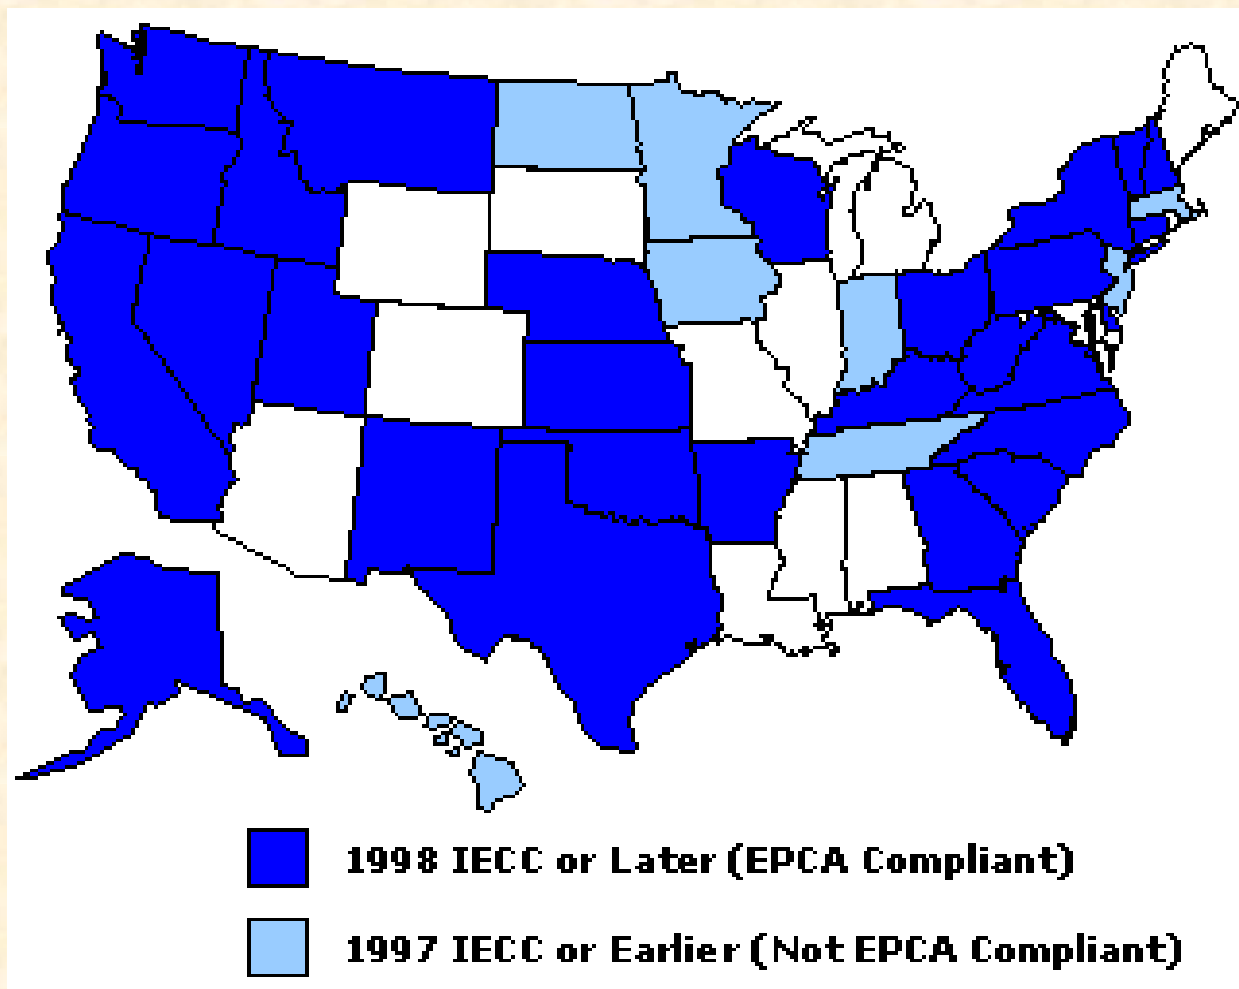 1998 IECC or Later (EPCA Compliant)
1997 IECC or Earlier (Not EPCA Compliant)